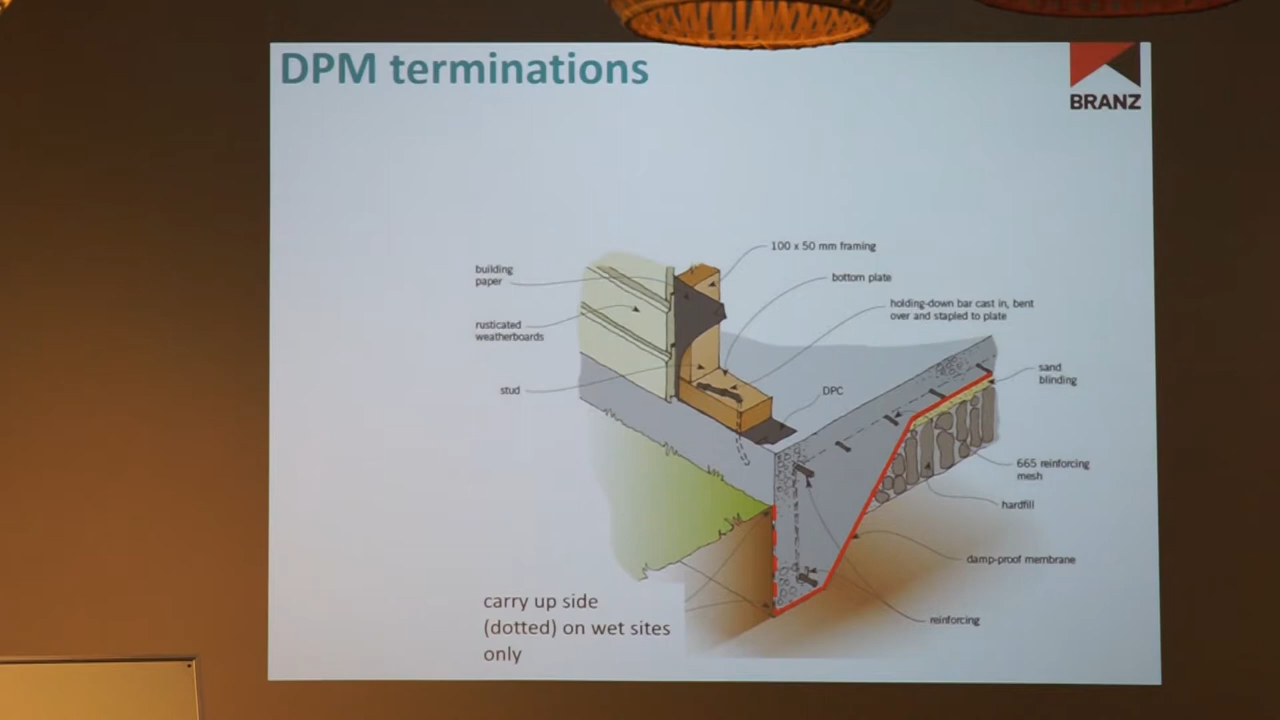 DPM terminations
BRANZ
100 x 50 mm framing
building
paper
bottom plate
holding-down bar cast in, bent
over and stapled to plate
rusticated
weatherboards
sand
blinding
stud
DPC
665 reinforcing
mesh
hardfill
damp-proof membrane
carry up side
(dotted) on wet sites
only
reinforcing